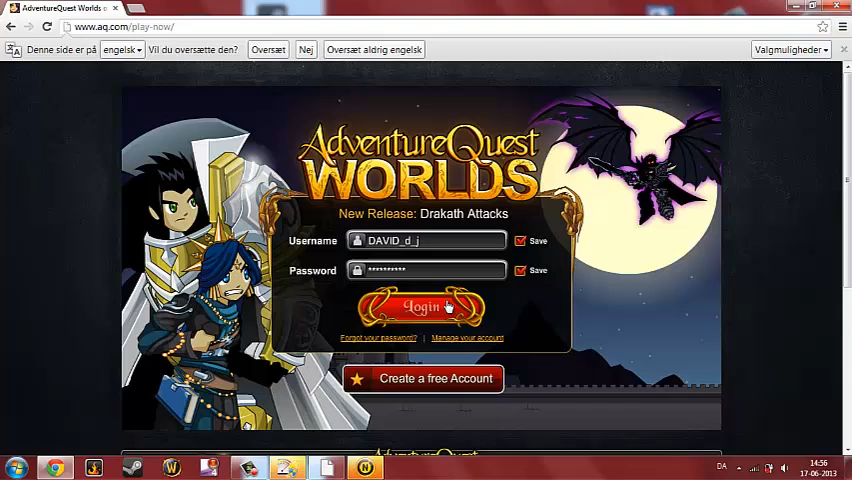 AdventureQuest Worlds o
www.aq.com/play-now/
Denne side er på engelsk Vil du oversætte den? Oversæt Nej Oversæt aldrig engelsk Valgmuligheder
AdventureQuest
WORLDS
New Release: Drakath Attacks
Username DAVID_d_j Save
Password ********** Save
Login
Forgot your password? | Manage your account
Create a free Account
AdventureQuest
DA 14:56
17-06-2013